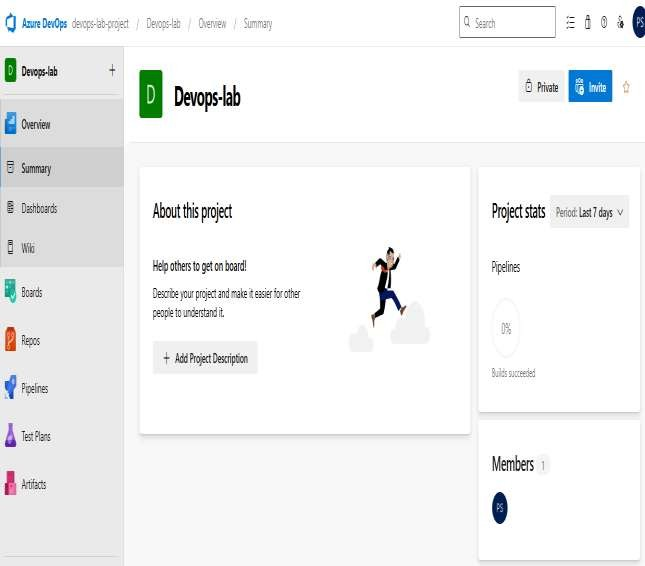 Azure DevOps devops-lab-project / Devops-lab / Overview / Summary Search PS
D Devops-lab +
D Devops-lab
Private Invite
Overview
Summary
Dashboards
Wiki
Boards
Repos
Pipelines
Test Plans
Artifacts
About this project
Help others to get on board!
Describe your project and make it easier for other
people to understand it.
+ Add Project Description
Project stats Period: Last 7 days
Pipelines
0%
Builds succeeded
Members 1
PS